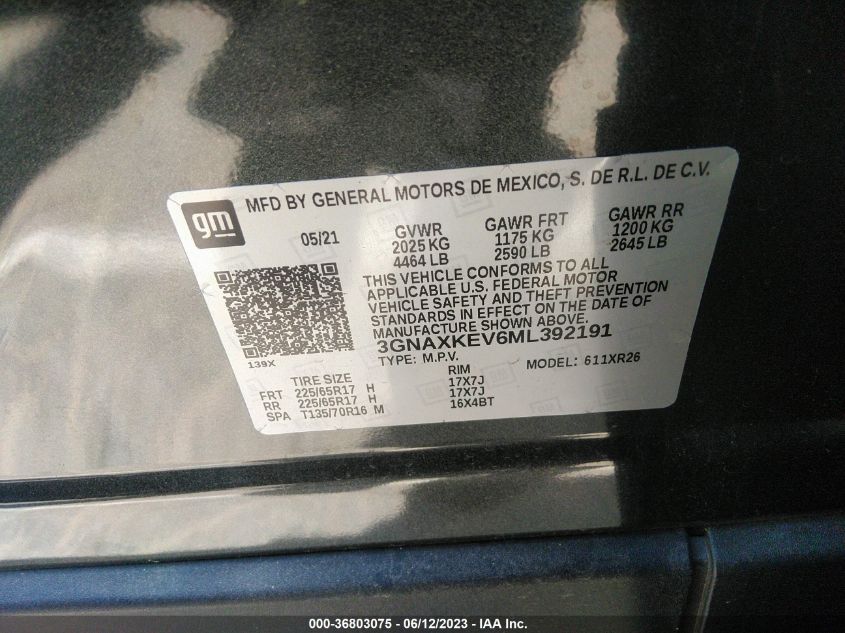 gm
MFD BY GENERAL MOTORS DE MEXICO, S. DE R.L. DE C.V.
05/21
GVWR GAWR FRT GAWR RR
2025 KG 1175 KG 1200 KG
4464 LB 2590 LB 2645 LB
THIS VEHICLE CONFORMS TO ALL
APPLICABLE U.S. FEDERAL MOTOR
VEHICLE SAFETY AND THEFT PREVENTION
STANDARDS IN EFFECT ON THE DATE OF
MANUFACTURE SHOWN ABOVE.
3GNAXKEV6ML392191
139X
TYPE: M.P.V. MODEL: 611XR26
TIRE SIZE RIM
FRT 225/65R17 H 17X7J
RR 225/65R17 H 17X7J
SPA T135/70R16 M 16X4BT
000-36803075 - 06/12/2023 - IAA Inc.